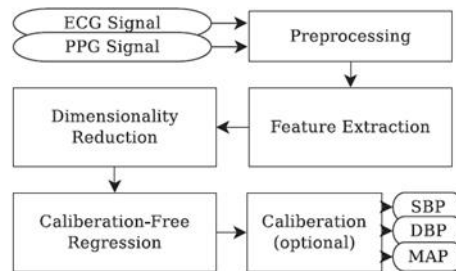 ECG Signal
PPG Signal
Preprocessing
Dimensionality
Reduction
Feature Extraction
Caliberation-Free
Regression
Caliberation
(optional)
SBP
DBP
MAP